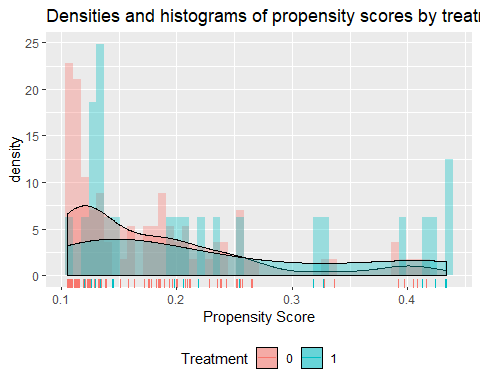 Densities and histograms of propensity scores by treatr
25
20
15
10
5
0
density
0.1 0.2 0.3 0.4
Propensity Score
Treatment 0 1